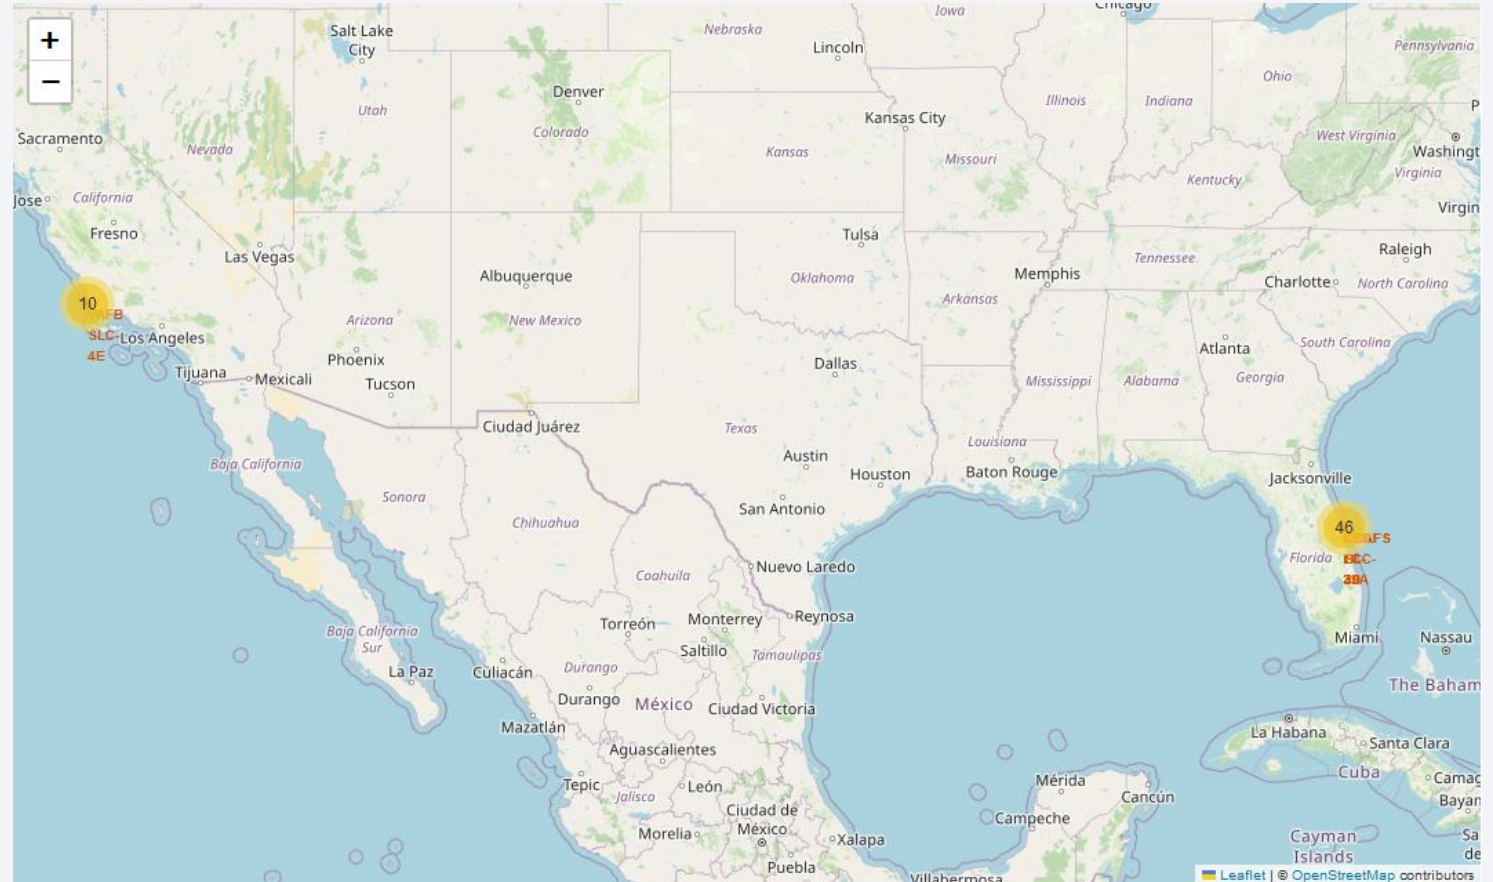 +
−
Chicago
Iowa
Nebraska
Salt Lake
City
Lincoln
Pennsylvania
Ohio
Denver
Illinois
Indiana
Utah
Kansas City
Colorado
Sacramento
Nevada
Kansas
Missouri
West Virginia
Washingt
Virginia
Kentucky
California
Jose
Virgin
Fresno
Tulsa
Las Vegas
Raleigh
Tennessee
Albuquerque
Oklahoma
Memphis
Charlotte
North Carolina
10
AFB
Arkansas
Arizona
New Mexico
SLC-
Los Angeles
South Carolina
Atlanta
4E
Phoenix
Dallas
Tijuana
Mexicali
Tucson
Mississippi
Alabama
Georgia
Ciudad Juárez
Texas
Louisiana
Austin
Baja California
Houston
Baton Rouge
Jacksonville
Sonora
San Antonio
Chihuahua
46
AFS
Florida
Nuevo Laredo
Coahuila
Reynosa
Torreón
Monterrey
Baja California
Sur
Miami
Nassau
Saltillo
Tamaulipas
La Paz
Culiacán
Durango
The Baham
Durango
México
Ciudad Victoria
Mazatlán
La Habana
Santa Clara
Aguascalientes
Cuba
Tepic
León
Mérida
Camag
Jalisco
Cancún
Bayan
Ciudad de
México
Campeche
Morelia
Xalapa
Cayman
Islands
Sa
de
Puebla
Villahermosa
Leaflet | © OpenStreetMap contributors